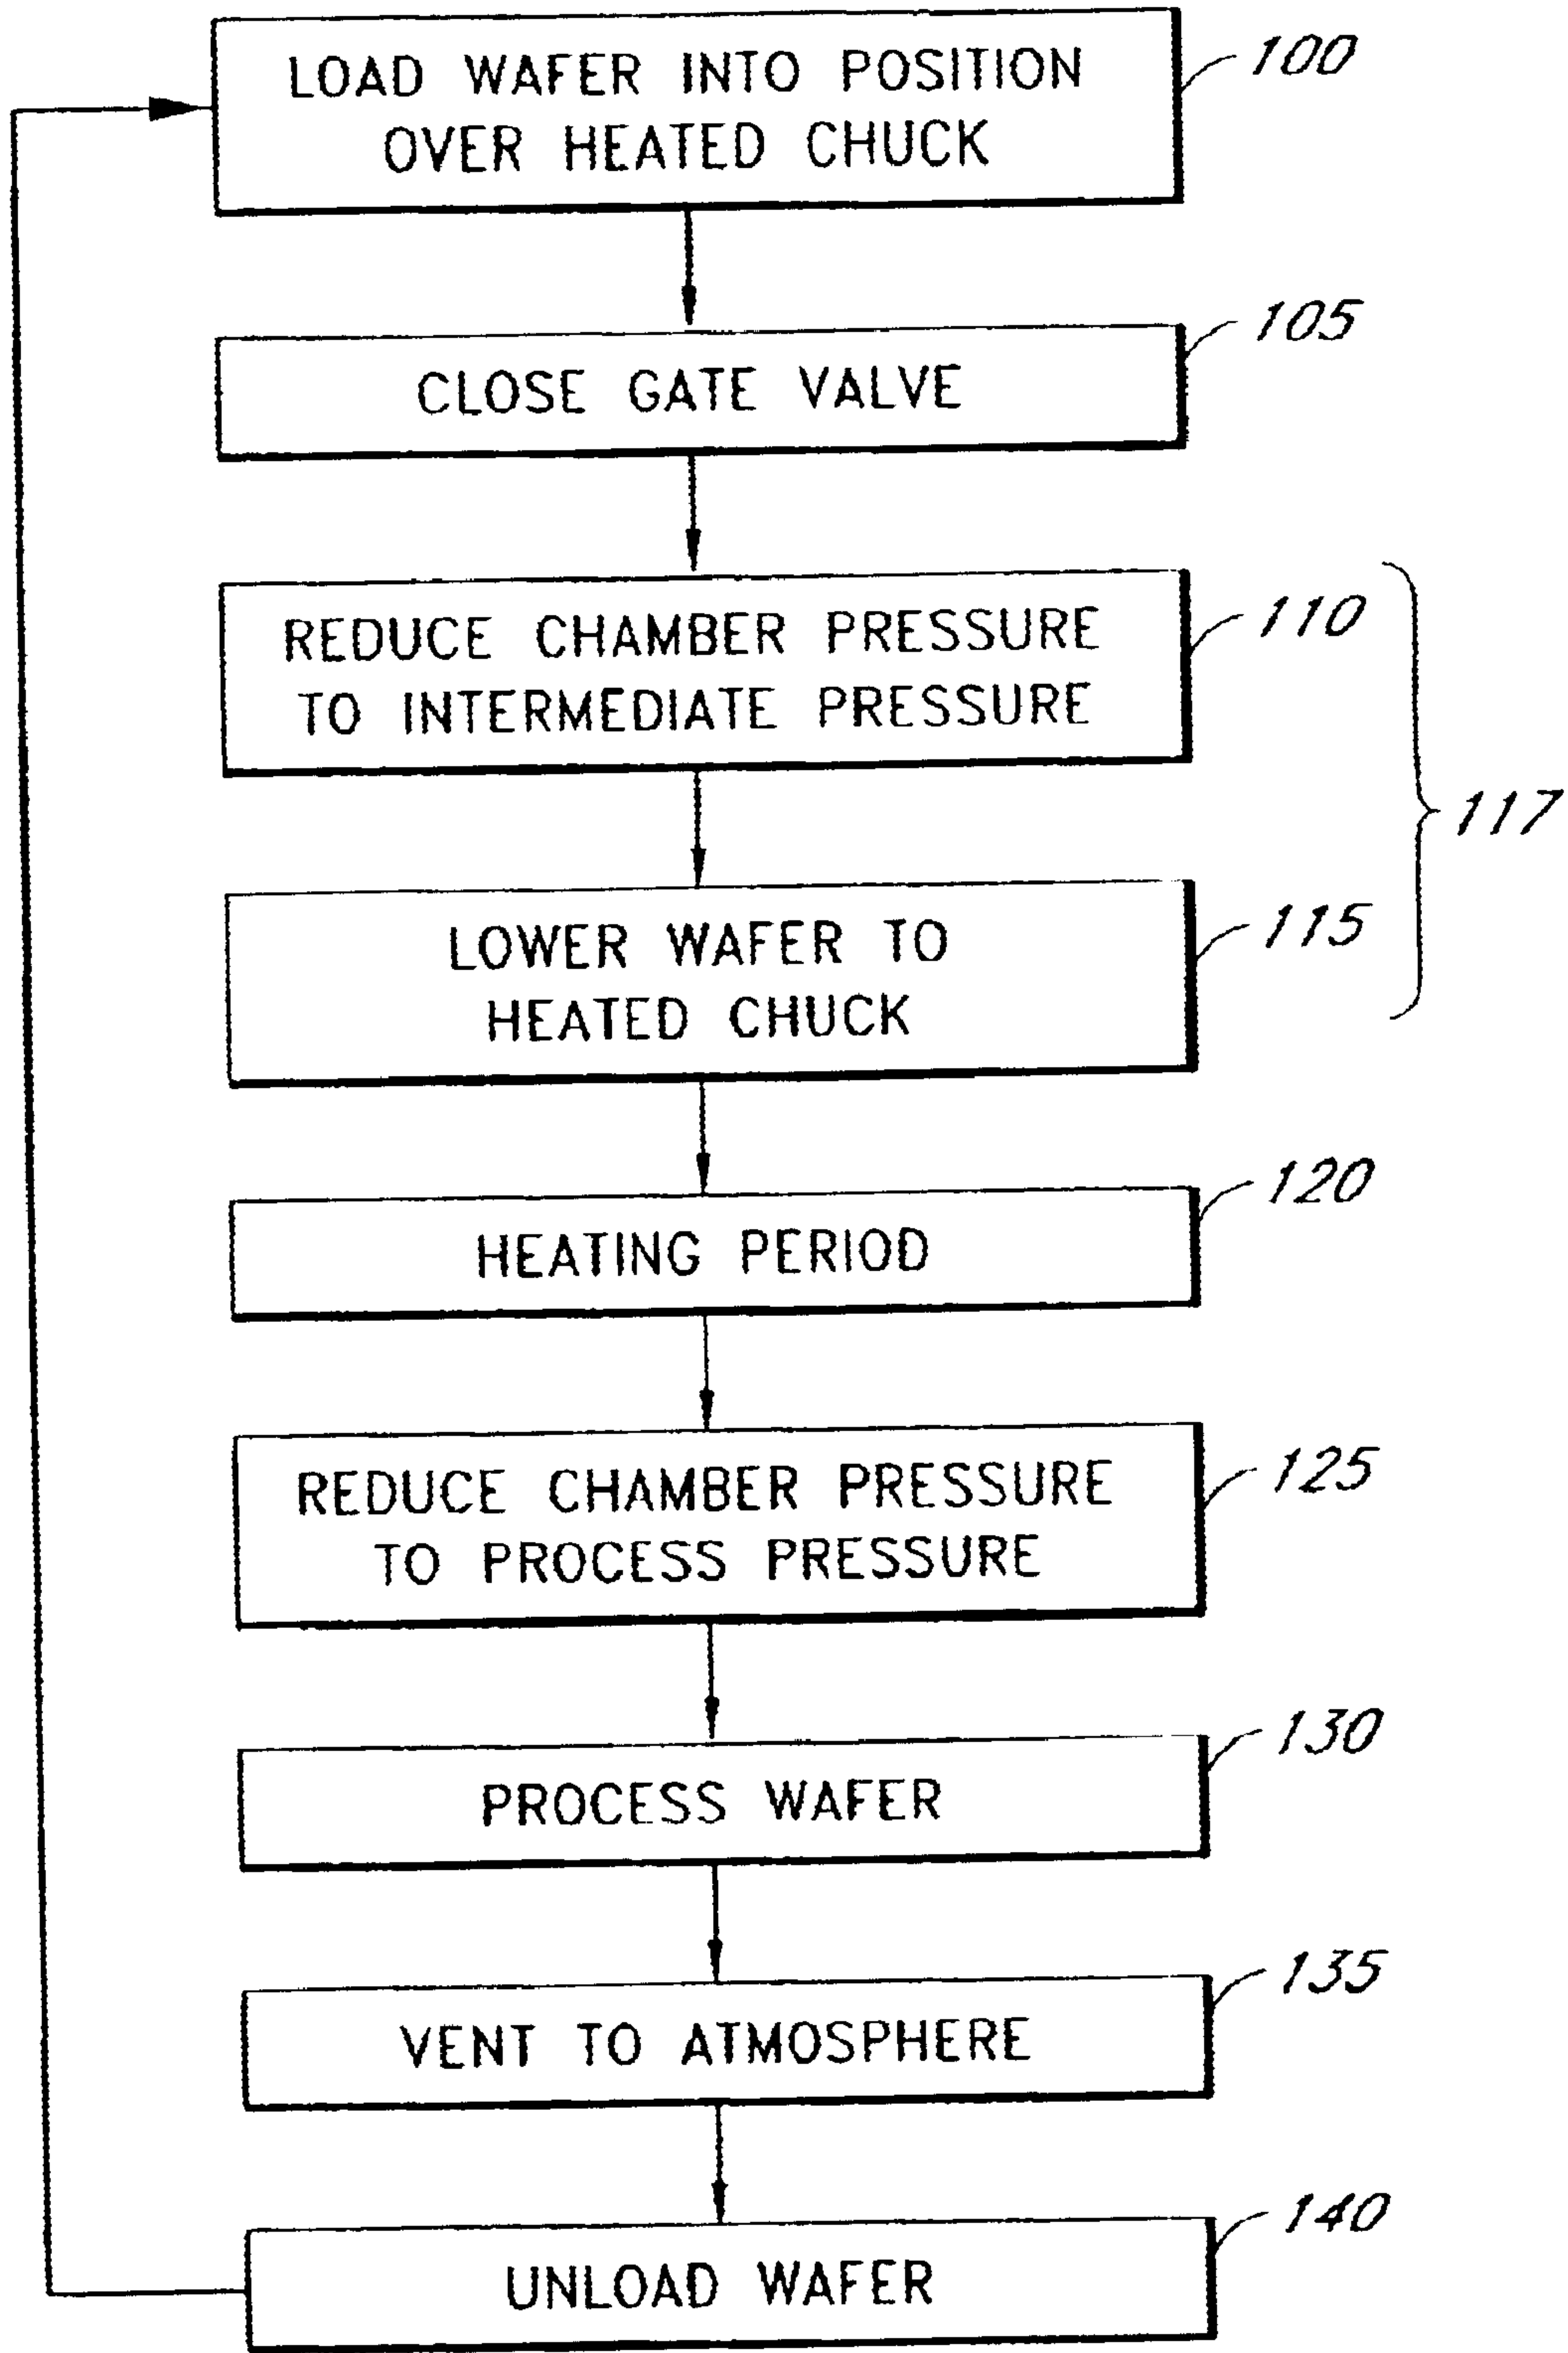 LOAD WAFER INTO POSITION
OVER HEATED CHUCK
100
CLOSE GATE VALVE
105
REDUCE CHAMBER PRESSURE
TO INTERMEDIATE PRESSURE
110
117
LOWER WAFER TO
HEATED CHUCK
115
HEATING PERIOD
120
REDUCE CHAMBER PRESSURE
TO PROCESS PRESSURE
125
PROCESS WAFER
130
VENT TO ATMOSPHERE
135
UNLOAD WAFER
140